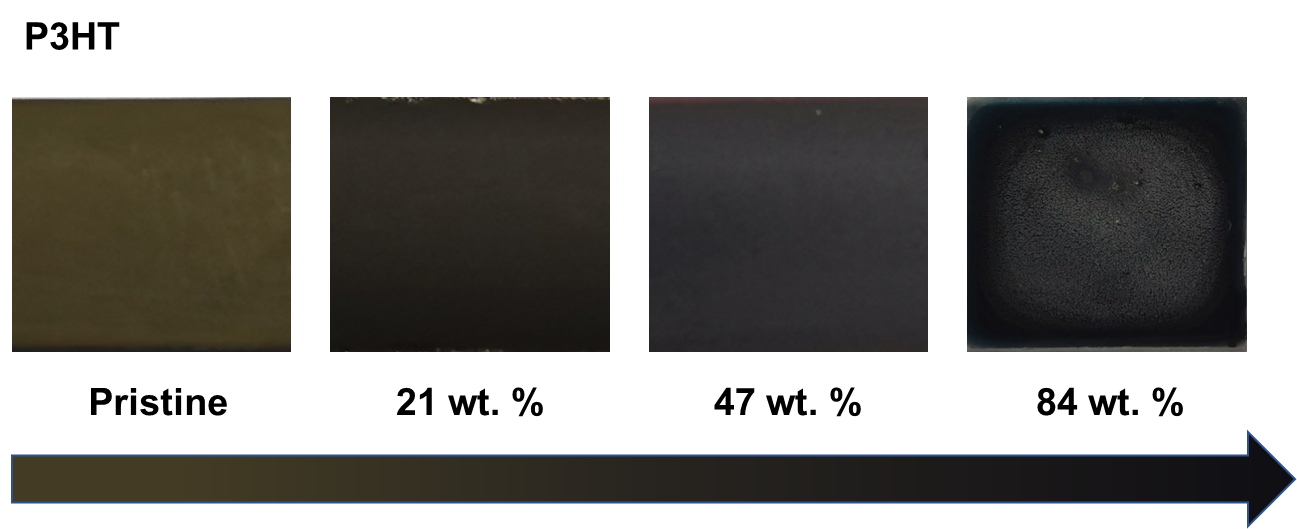 P3HT
Pristine
21 wt. %
47 wt. %
84 wt. %